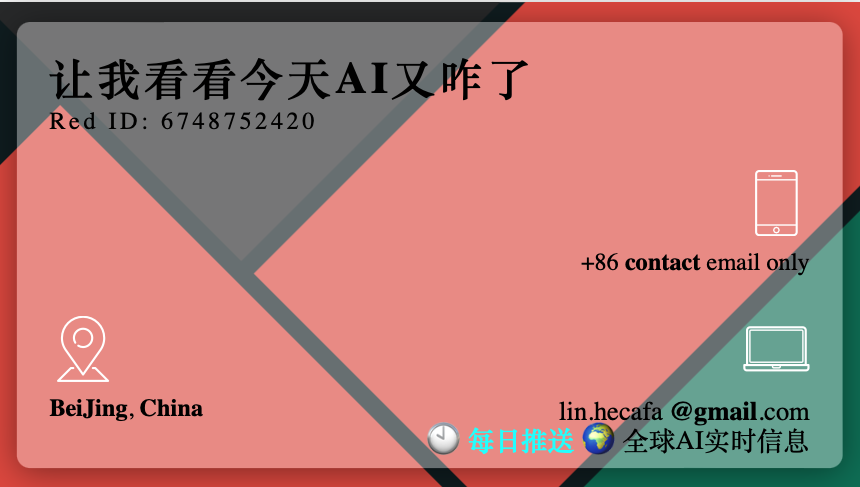 让我看看今天AI又咋了
Red ID: 6748752420
+86 contact email only
BeiJing, China
lin.hecafa @gmail.com
🕙 每日推送 🌍 全球AI实时信息